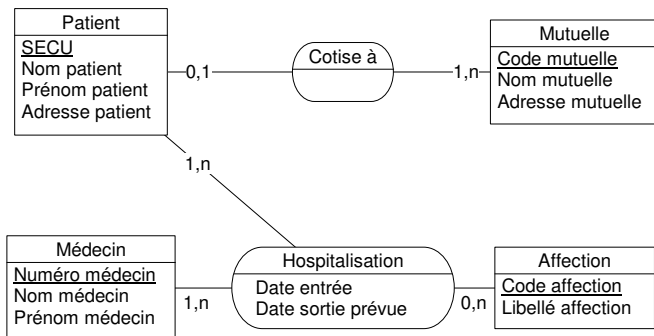 Patient
SECU
Nom patient
Prénom patient
Adresse patient
0,1
Cotise à
1,n
Mutuelle
Code mutuelle
Nom mutuelle
Adresse mutuelle
1,n
Médecin
Numéro médecin
Nom médecin
Prénom médecin
1,n
Hospitalisation
Date entrée
Date sortie prévue
0,n
Affection
Code affection
Libellé affection